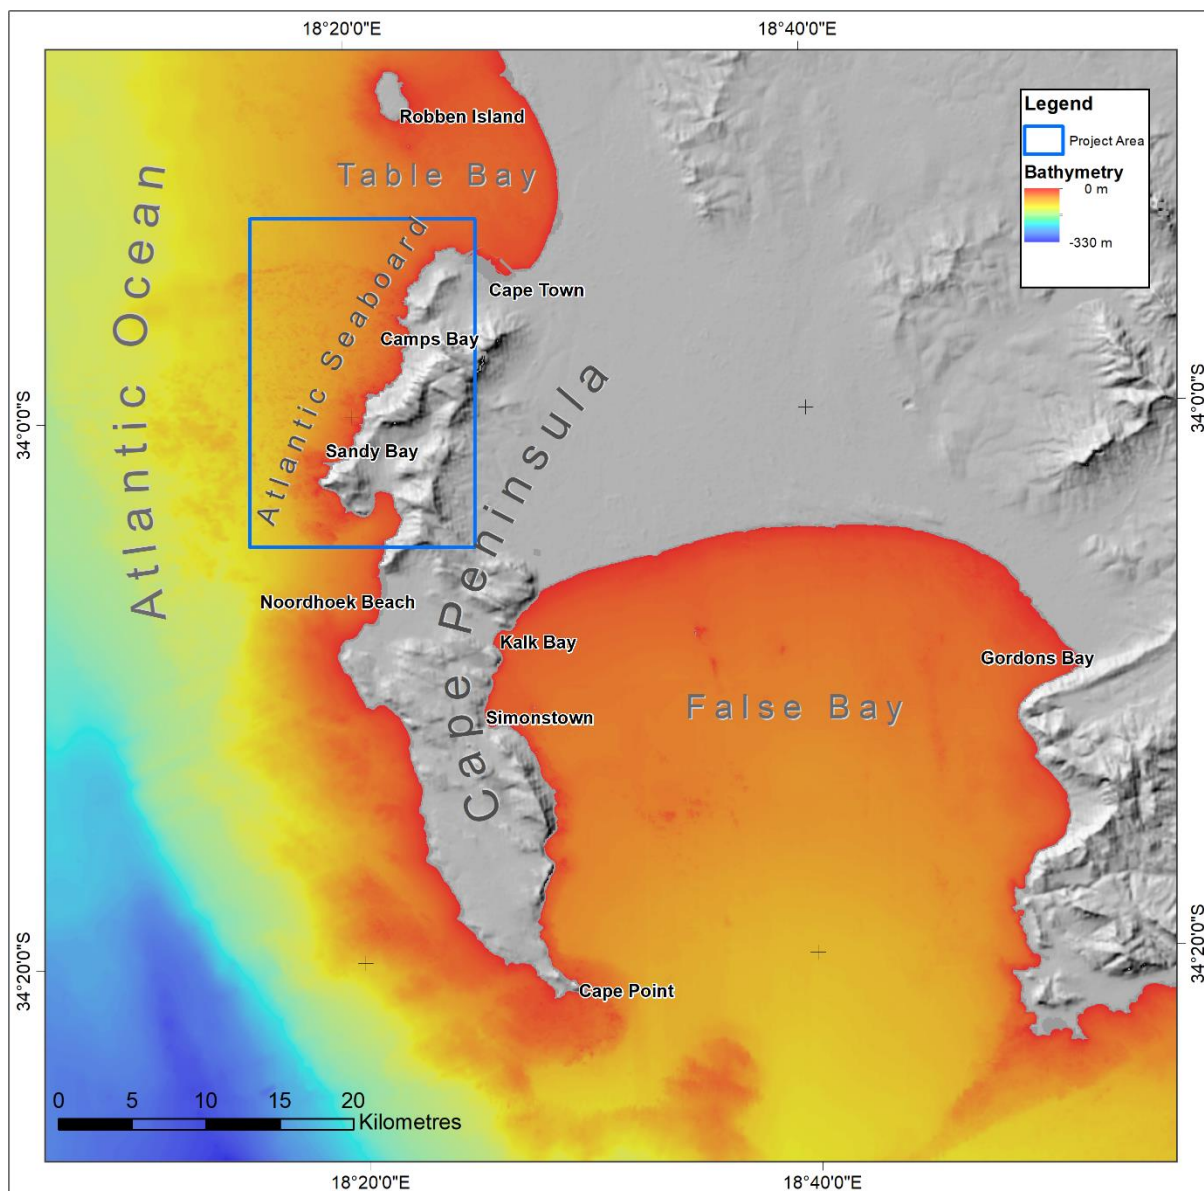 18°20'0"E
18°40'0"E
Legend
Project Area
Bathymetry
0 m
-330 m
Robben Island
Table Bay
Atlantic Ocean
Atlantic Seaboard
Cape Town
Camps Bay
34°0'0"S
34°0'0"S
Sandy Bay
Cape Peninsula
Noordhoek Beach
Kalk Bay
Gordons Bay
Simonstown
False Bay
34°20'0"S
34°20'0"S
Cape Point
0 5 10 15 20
Kilometres
18°20'0"E
18°40'0"E